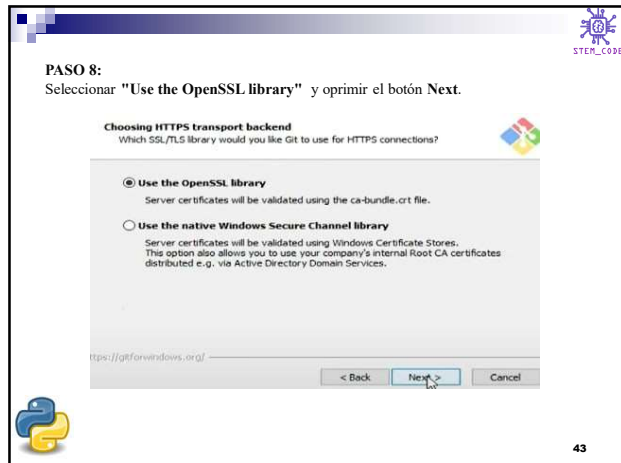 STEM_CODE
PASO 8:
Seleccionar "Use the OpenSSL library" y oprimir el botón Next.
Choosing HTTPS transport backend
Which SSL/TLS library would you like Git to use for HTTPS connections?
Use the OpenSSL library
Server certificates will be validated using the ca-bundle.crt file.
Use the native Windows Secure Channel library
Server certificates will be validated using Windows Certificate Stores.
This option also allows you to use your company's internal Root CA certificates
distributed e.g. via Active Directory Domain Services.
ttps://gitforwindows.org/
< Back Next > Cancel
43